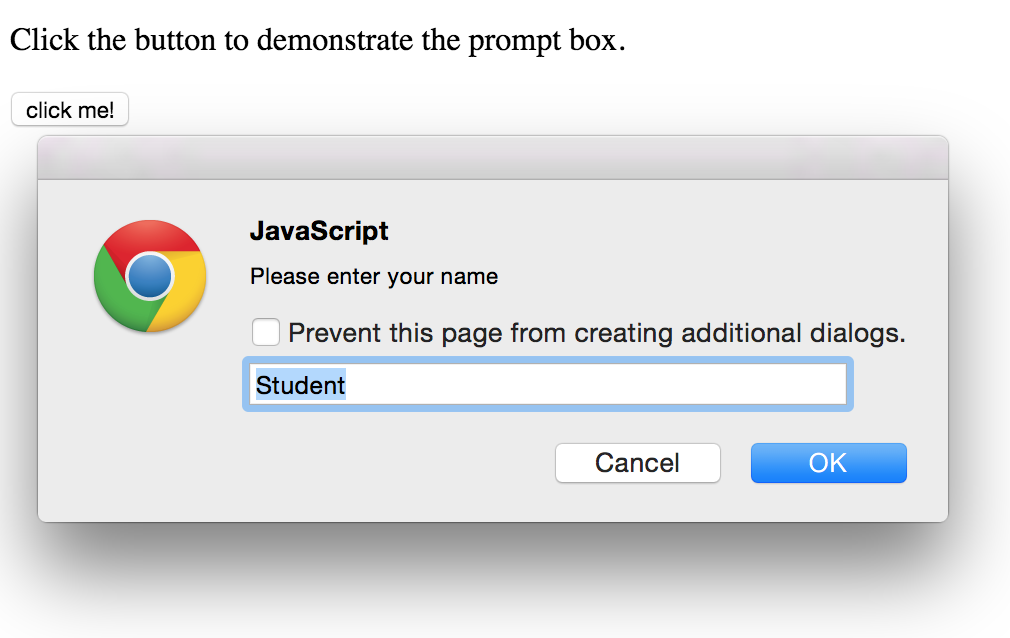 Click the button to demonstrate the prompt box.
click me!
JavaScript
Please enter your name
Prevent this page from creating additional dialogs.
Student
Cancel
OK